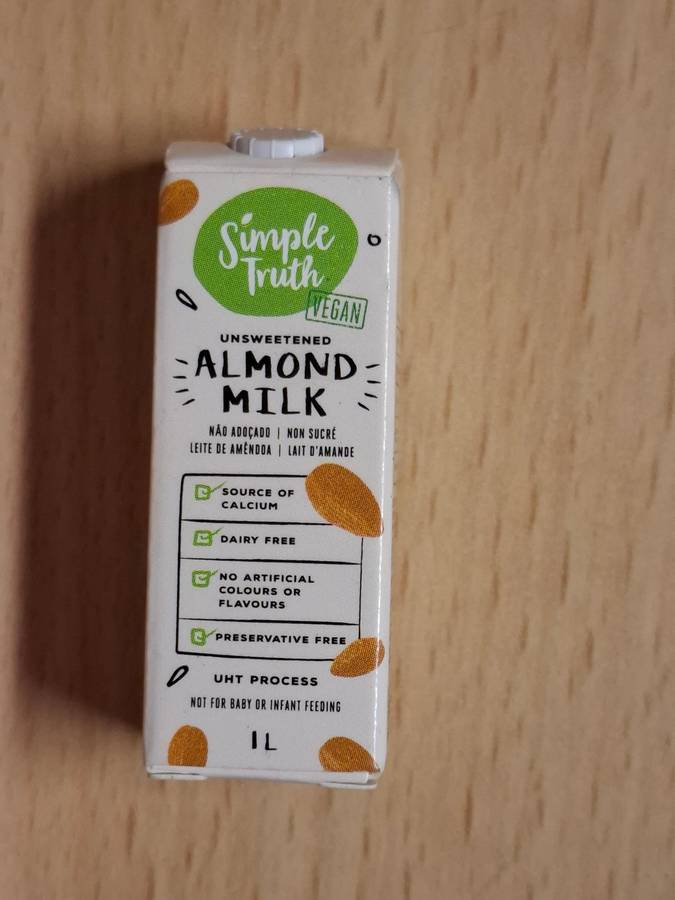 Simple
Truth
VEGAN
UNSWEETENED
ALMOND
MILK
NÃO ADOÇADO | NON SUCRÉ
LEITE DE AMÊNDOA | LAIT D'AMANDE
SOURCE OF
CALCIUM
DAIRY FREE
NO ARTIFICIAL
COLOURS OR
FLAVOURS
PRESERVATIVE FREE
UHT PROCESS
NOT FOR BABY OR INFANT FEEDING
1L